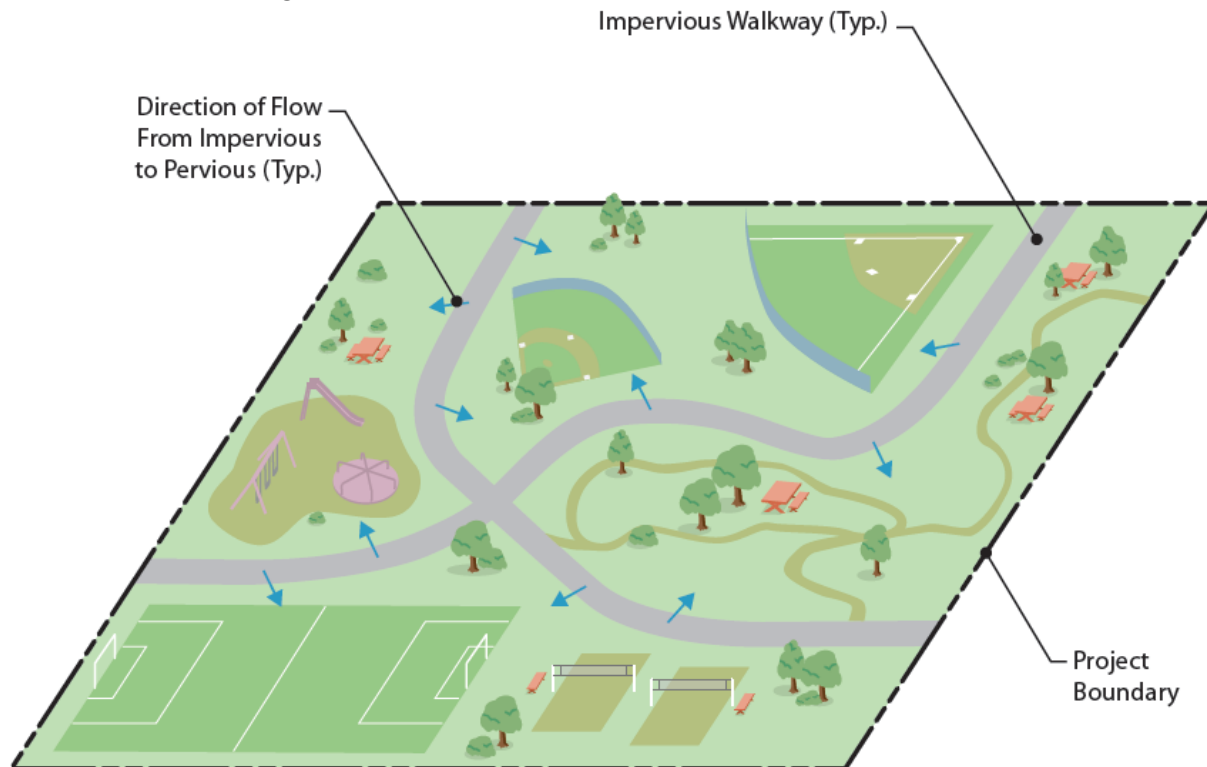 Impervious Walkway (Typ.)
Direction of Flow
From Impervious
to Pervious (Typ.)
Project
Boundary